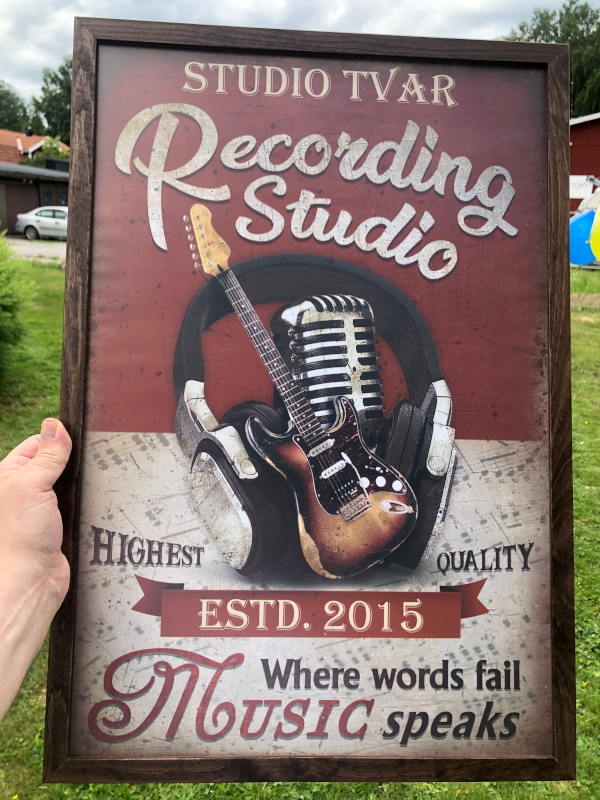 STUDIO TVAR
Recording
Studio
HIGHEST QUALITY
ESTD. 2015
Where words fail
MUSIC speaks